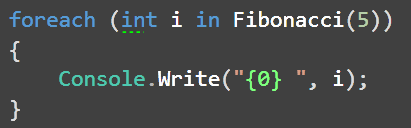 foreach (int i in Fibonacci(5))
{
    Console.Write("{0} ", i);
}